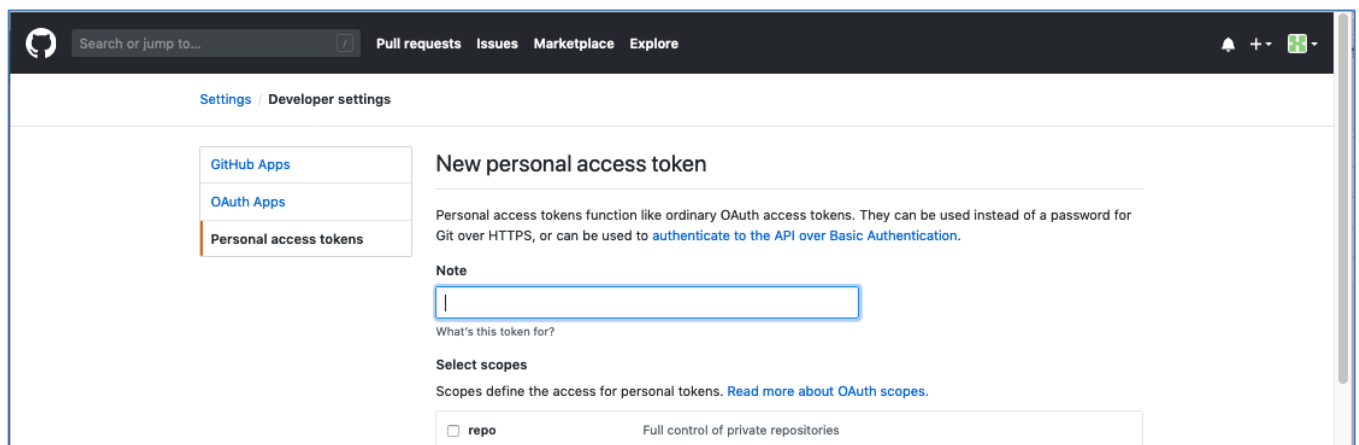 Search or jump to... /
Pull requests Issues Marketplace Explore
Settings / Developer settings
GitHub Apps
OAuth Apps
Personal access tokens
New personal access token
Personal access tokens function like ordinary OAuth access tokens. They can be used instead of a password for
Git over HTTPS, or can be used to authenticate to the API over Basic Authentication.
Note
What's this token for?
Select scopes
Scopes define the access for personal tokens. Read more about OAuth scopes.
repo Full control of private repositories